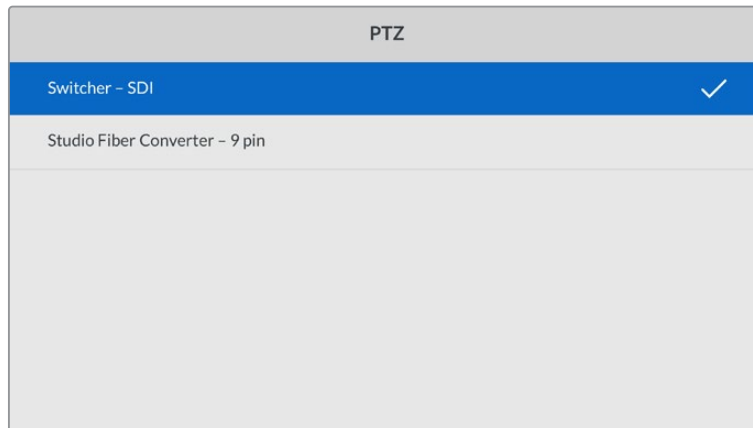 PTZ
Switcher – SDI
Studio Fiber Converter – 9 pin